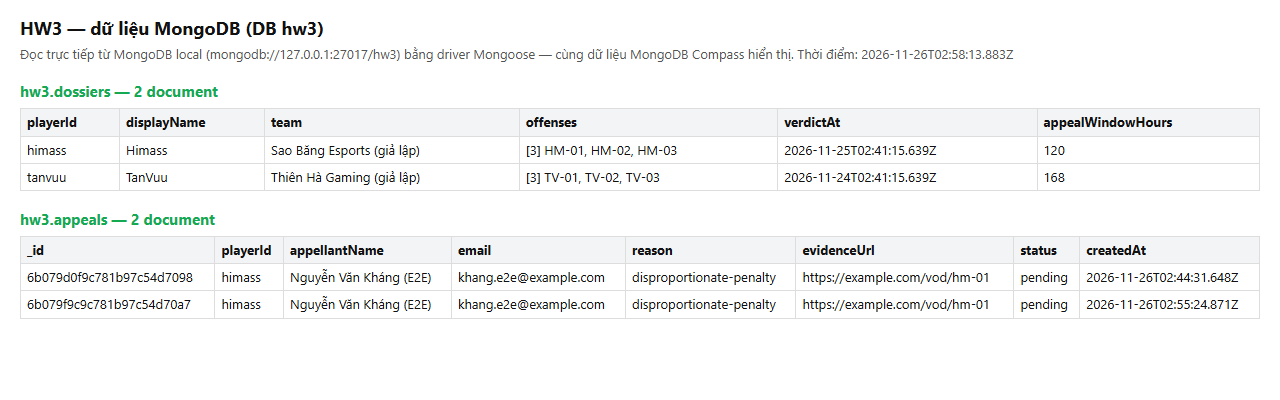 HW3 — dữ liệu MongoDB (DB hw3)
Đọc trực tiếp từ MongoDB local (mongodb://127.0.0.1:27017/hw3) bằng driver Mongoose — cùng dữ liệu MongoDB Compass hiển thị. Thời điểm: 2026-11-26T02:58:13.883Z
hw3.dossiers — 2 document
playerId displayName team offenses verdictAt appealWindowHours
himass Himass Sao Băng Esports (giả lập) [3] HM-01, HM-02, HM-03 2026-11-25T02:41:15.639Z 120
tanvuu TanVuu Thiên Hà Gaming (giả lập) [3] TV-01, TV-02, TV-03 2026-11-24T02:41:15.639Z 168
hw3.appeals — 2 document
_id playerId appellantName email reason evidenceUrl status createdAt
6b079d0f9c781b97c54d7098 himass Nguyễn Văn Kháng (E2E) khang.e2e@example.com disproportionate-penalty https://example.com/vod/hm-01 pending 2026-11-26T02:44:31.648Z
6b079f9c9c781b97c54d70a7 himass Nguyễn Văn Kháng (E2E) khang.e2e@example.com disproportionate-penalty https://example.com/vod/hm-01 pending 2026-11-26T02:55:24.871Z